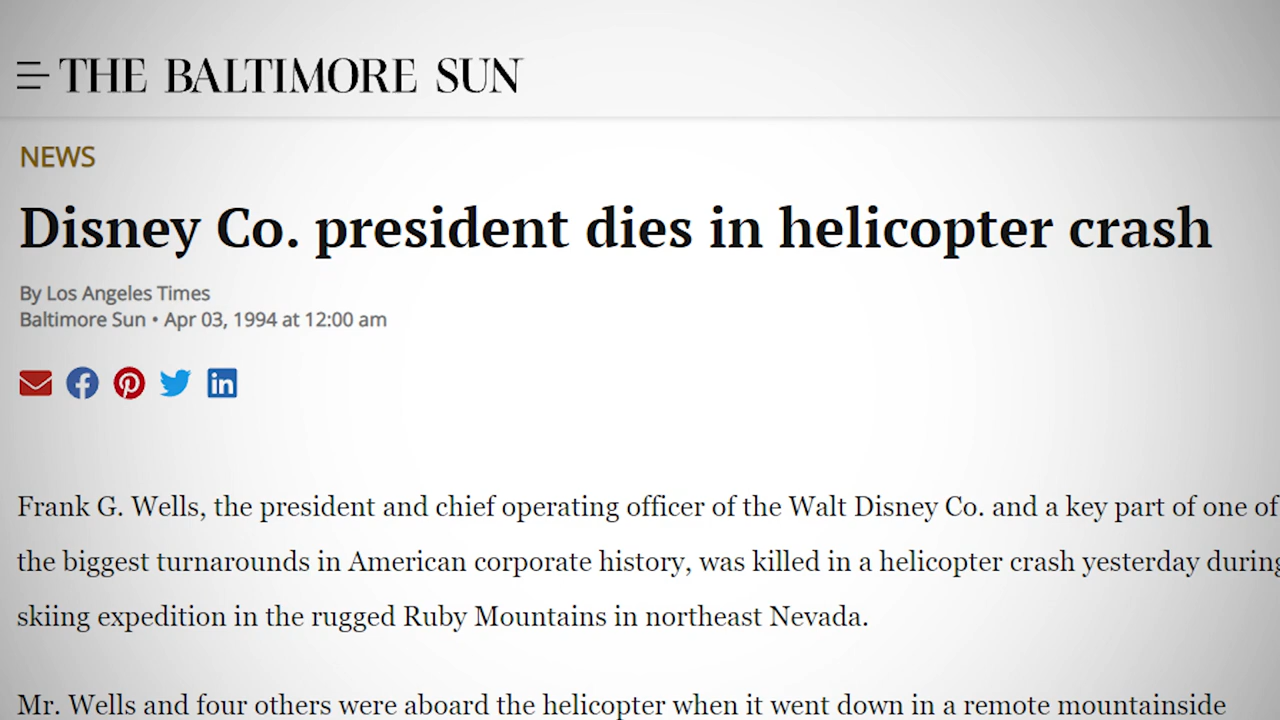 THE BALTIMORE SUN
NEWS
Disney Co. president dies in helicopter crash
By Los Angeles Times
Baltimore Sun • Apr 03, 1994 at 12:00 am
Frank G. Wells, the president and chief operating officer of the Walt Disney Co. and a key part of one of
the biggest turnarounds in American corporate history, was killed in a helicopter crash yesterday during
skiing expedition in the rugged Ruby Mountains in northeast Nevada.
Mr. Wells and four others were aboard the helicopter when it went down in a remote mountainside